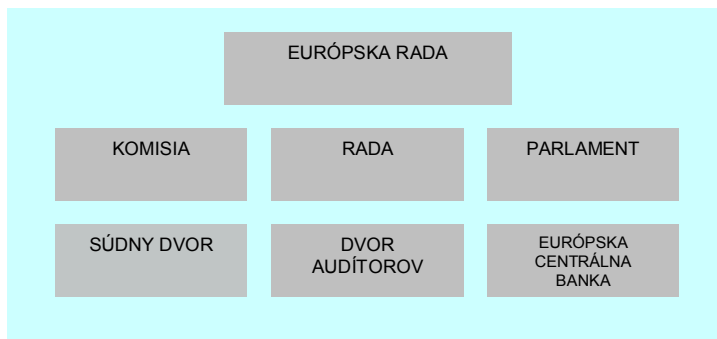 EURÓPSKA RADA
KOMISIA
RADA
PARLAMENT
SÚDNY DVOR
DVOR
AUDÍTOROV
EURÓPSKA
CENTRÁLNA
BANKA